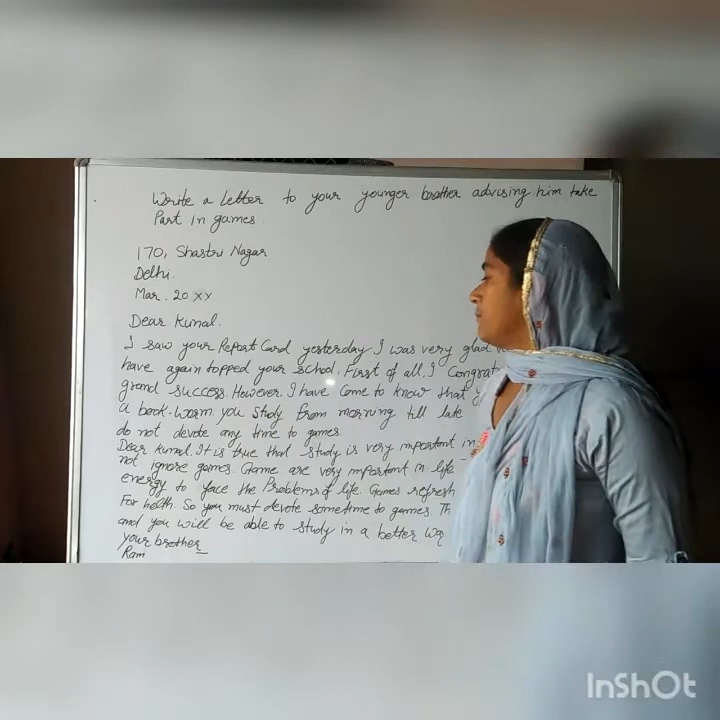 Write a letter to your younger brother advising him take
Part in games.
170, Shastri Nagar
Delhi.
Mar. 20 XX
Dear Kunal.
I saw your Report Card yesterday I was very glad
have again topped your school. First of all, I Congrat
grand success. However, I have Come to know that y
a book-worm you study from morning till late
do not devote any time to games.
Dear Kunal. It is true that study is very important in
not ignore games. Game are very important in life
energy to face the Problems of life. Games refresh
For helth. So you must devote sometime to games. Th
and you will be able to study in a better way
your brother
Ram
InShOt